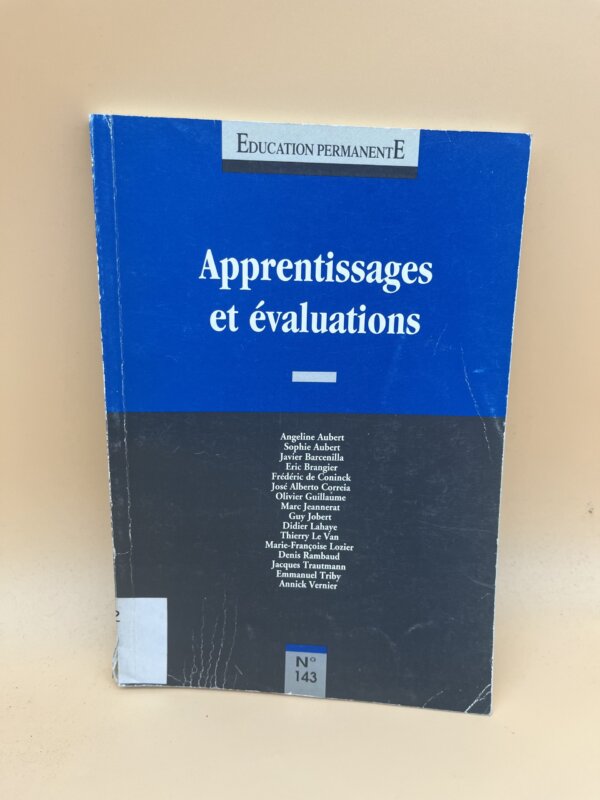 EDUCATION PERMANENTE
Apprentissages
et évaluations
Angeline Aubert
Sophie Aubert
Javier Barcenilla
Eric Brangier
Frédéric de Coninck
José Alberto Correia
Olivier Guillaume
Marc Jeannerat
Guy Jobert
Didier Lahaye
Thierry Le Van
Marie-Françoise Lozier
Denis Rambaud
Jacques Trautmann
Emmanuel Triby
Annick Vernier
2
N°
143